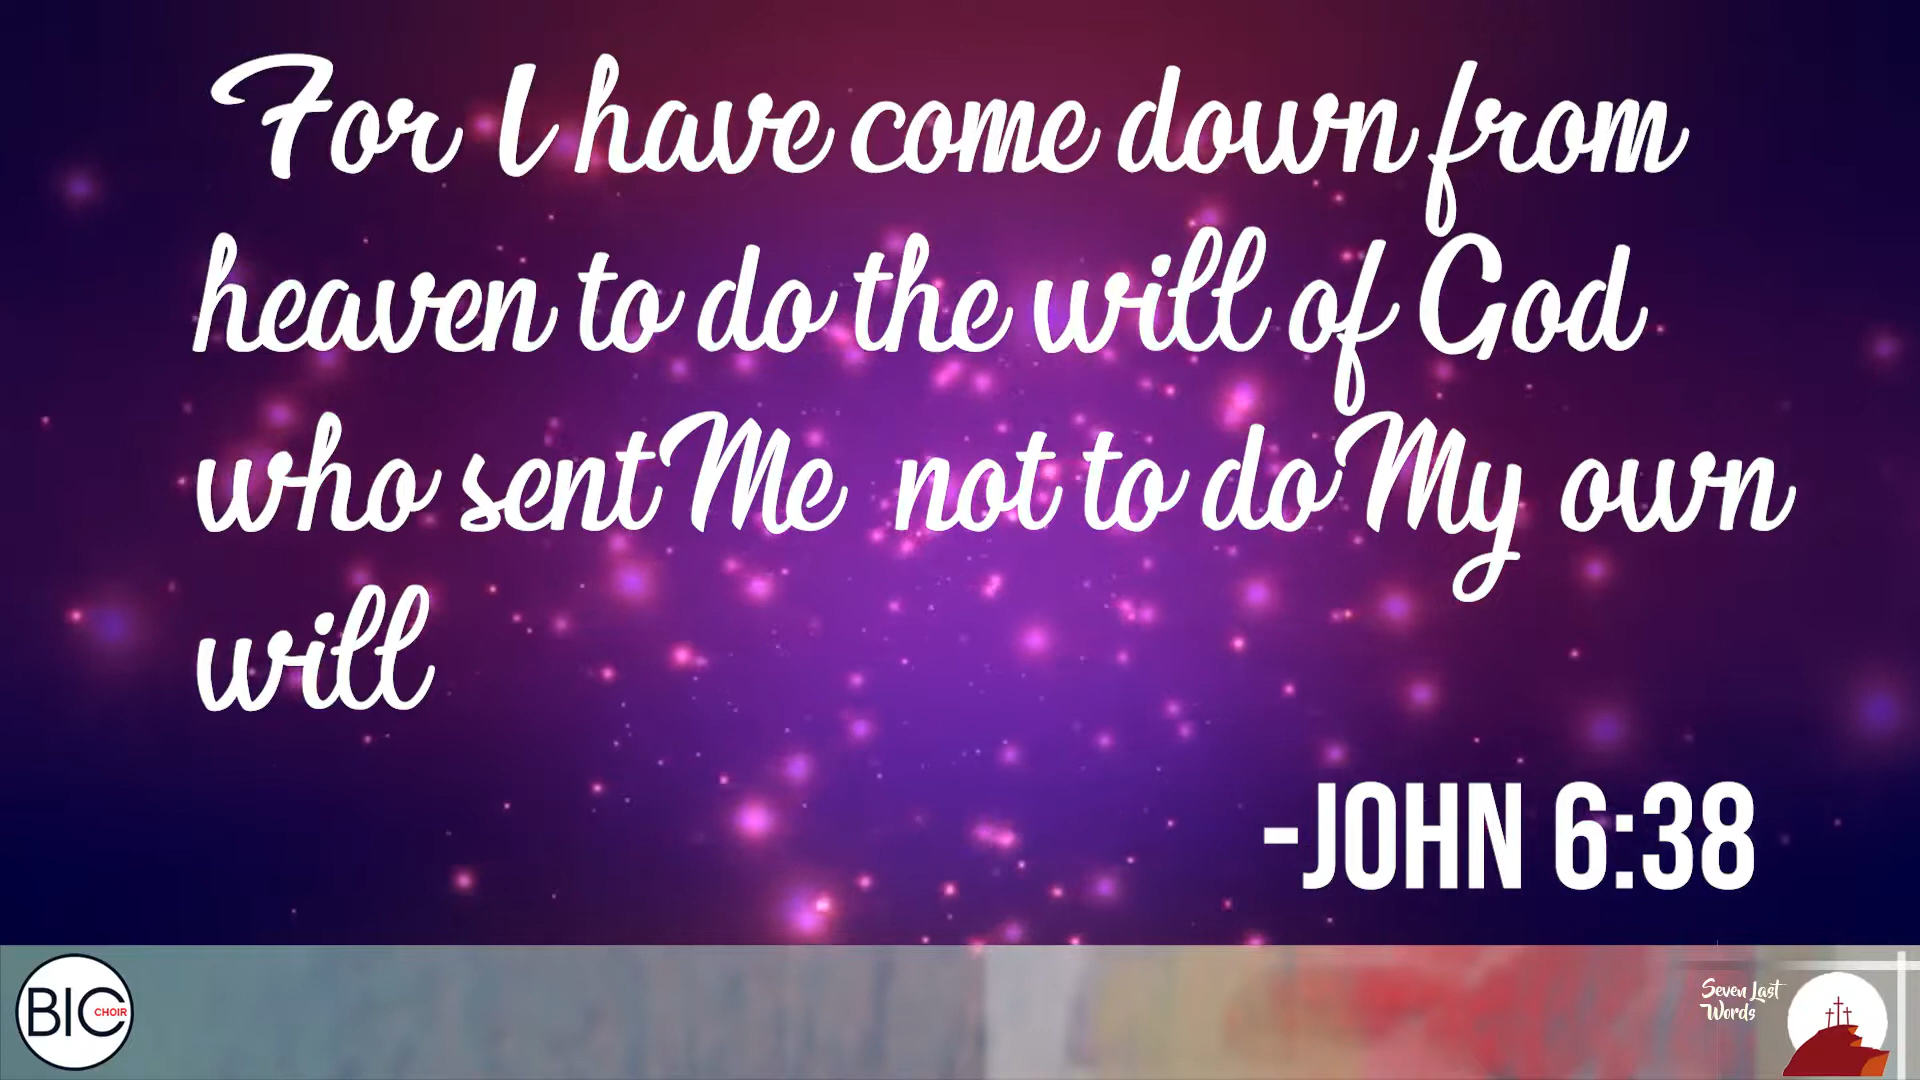 For I have come down from
heaven to do the will of God
who sent Me not to do My own
will
-JOHN 6:38
BIC CHOIR
Seven Last
Words